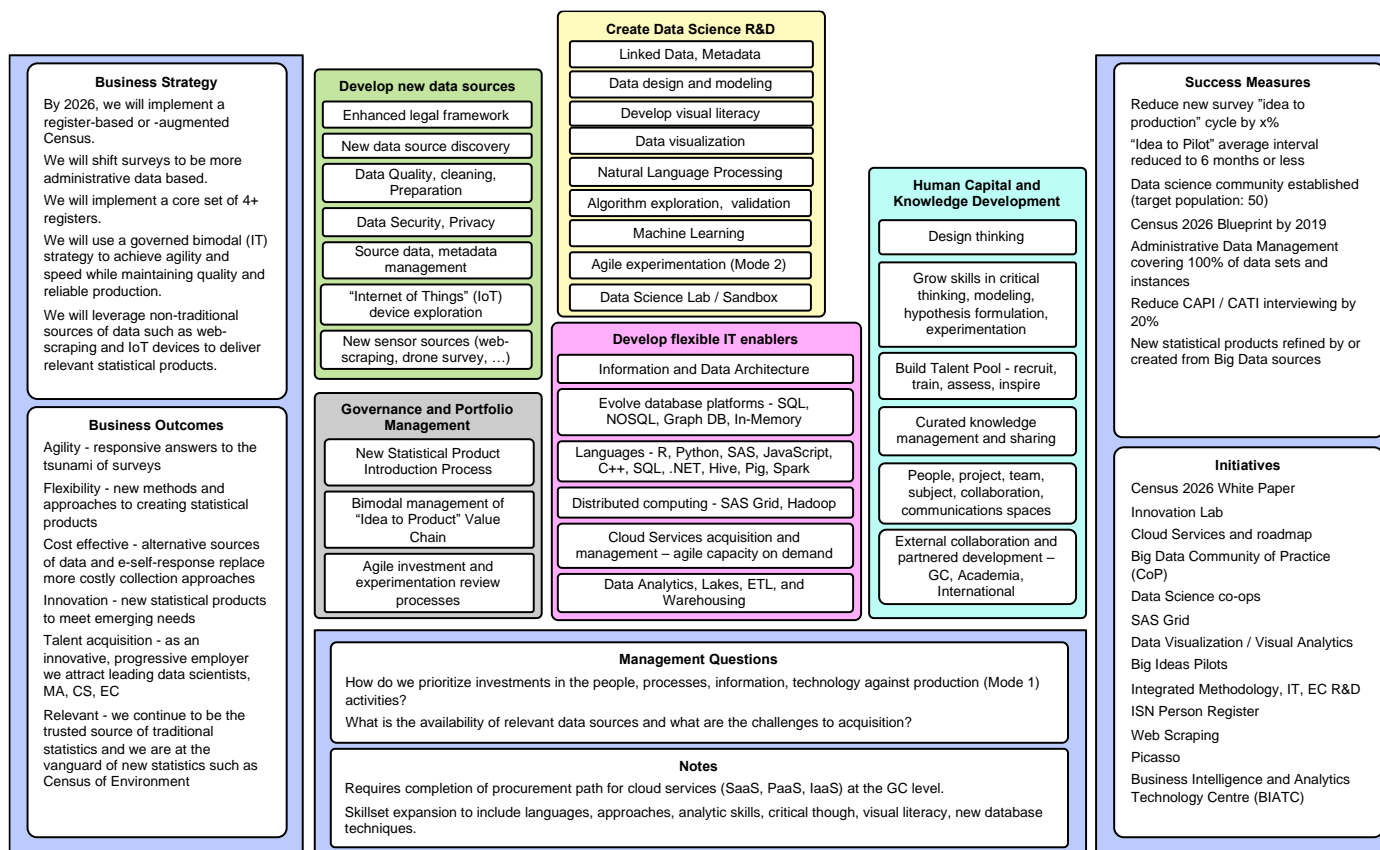 Business Strategy
By 2026, we will implement a
register-based or -augmented
Census.
We will shift surveys to be more
administrative data based.
We will implement a core set of 4+
registers.
We will use a governed bimodal (IT)
strategy to achieve agility and
speed while maintaining quality and
reliable production.
We will leverage non-traditional
sources of data such as web-
scraping and IoT devices to deliver
relevant statistical products.
Business Outcomes
Agility - responsive answers to the
tsunami of surveys
Flexibility - new methods and
approaches to creating statistical
products
Cost effective - alternative sources
of data and e-self-response replace
more costly collection approaches
Innovation - new statistical products
to meet emerging needs
Talent acquisition - as an
innovative, progressive employer
we attract leading data scientists,
MA, CS, EC
Relevant - we continue to be the
trusted source of traditional
statistics and we are at the
vanguard of new statistics such as
Census of Environment
Develop new data sources
Enhanced legal framework
New data source discovery
Data Quality, cleaning,
Preparation
Data Security, Privacy
Source data, metadata
management
“Internet of Things” (IoT)
device exploration
New sensor sources (web-
scraping, drone survey, …)
Governance and Portfolio
Management
New Statistical Product
Introduction Process
Bimodal management of
“Idea to Product” Value
Chain
Agile investment and
experimentation review
processes
Create Data Science R&D
Linked Data, Metadata
Data design and modeling
Develop visual literacy
Data visualization
Natural Language Processing
Algorithm exploration, validation
Machine Learning
Agile experimentation (Mode 2)
Data Science Lab / Sandbox
Develop flexible IT enablers
Information and Data Architecture
Evolve database platforms - SQL,
NOSQL, Graph DB, In-Memory
Languages - R, Python, SAS, JavaScript,
C++, SQL, .NET, Hive, Pig, Spark
Distributed computing - SAS Grid, Hadoop
Cloud Services acquisition and
management – agile capacity on demand
Data Analytics, Lakes, ETL, and
Warehousing
Human Capital and
Knowledge Development
Design thinking
Grow skills in critical
thinking, modeling,
hypothesis formulation,
experimentation
Build Talent Pool - recruit,
train, assess, inspire
Curated knowledge
management and sharing
People, project, team,
subject, collaboration,
communications spaces
External collaboration and
partnered development –
GC, Academia,
International
Management Questions
How do we prioritize investments in the people, processes, information, technology against production (Mode 1)
activities?
What is the availability of relevant data sources and what are the challenges to acquisition?
Notes
Requires completion of procurement path for cloud services (SaaS, PaaS, IaaS) at the GC level.
Skillset expansion to include languages, approaches, analytic skills, critical though, visual literacy, new database
techniques.
Success Measures
Reduce new survey ”idea to
production” cycle by x%
“Idea to Pilot” average interval
reduced to 6 months or less
Data science community established
(target population: 50)
Census 2026 Blueprint by 2019
Administrative Data Management
covering 100% of data sets and
instances
Reduce CAPI / CATI interviewing by
20%
New statistical products refined by or
created from Big Data sources
Initiatives
Census 2026 White Paper
Innovation Lab
Cloud Services and roadmap
Big Data Community of Practice
(CoP)
Data Science co-ops
SAS Grid
Data Visualization / Visual Analytics
Big Ideas Pilots
Integrated Methodology, IT, EC R&D
ISN Person Register
Web Scraping
Picasso
Business Intelligence and Analytics
Technology Centre (BIATC)